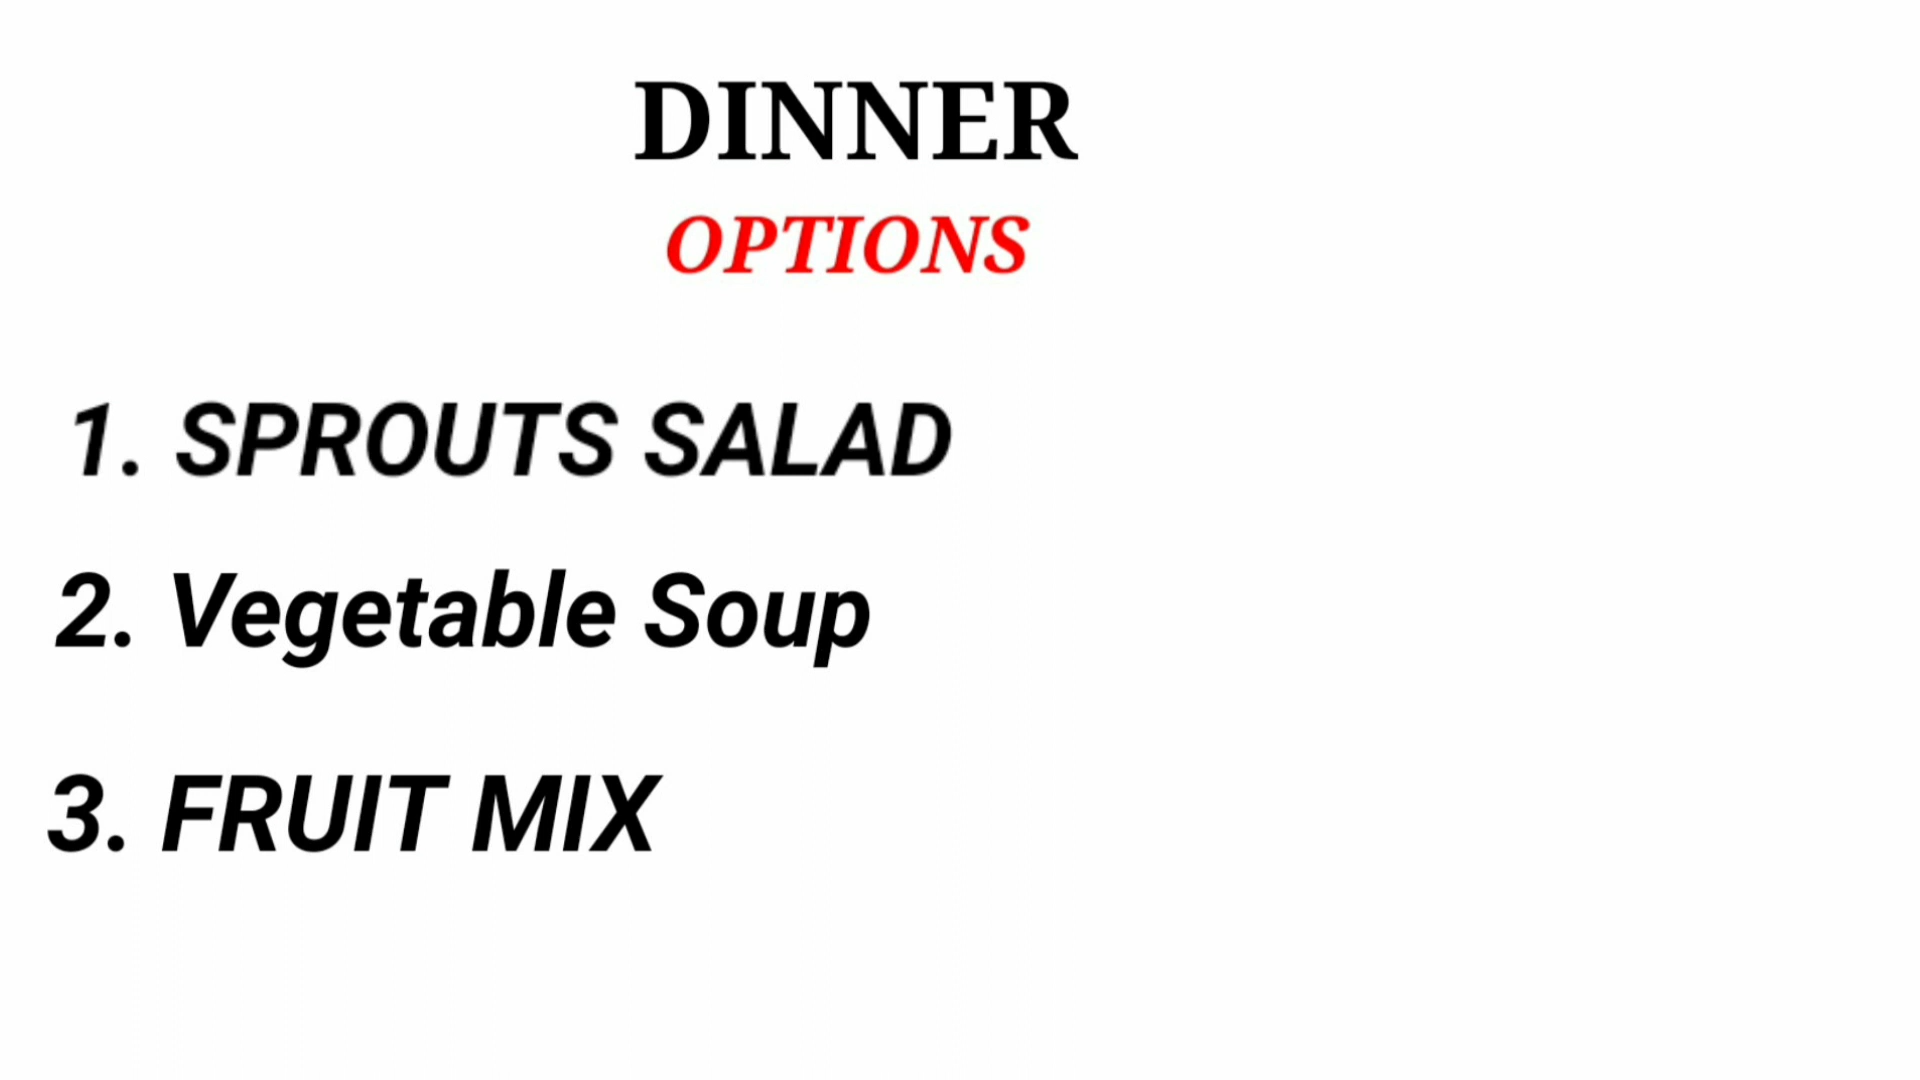 DINNER
OPTIONS
1. SPROUTS SALAD
2. Vegetable Soup
3. FRUIT MIX